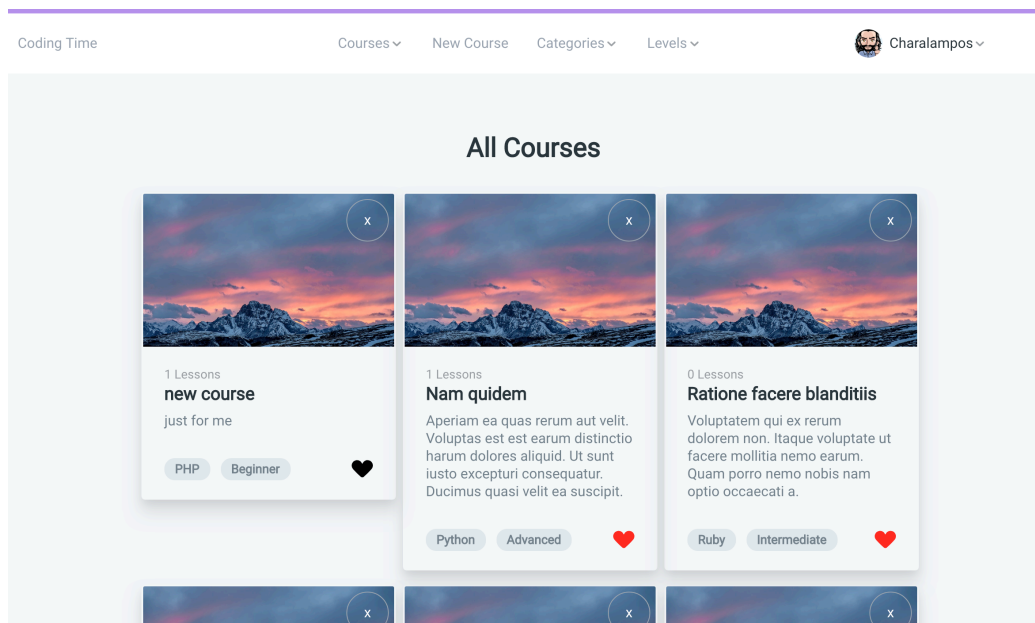 Coding Time
Courses
New Course
Categories
Levels
Charalampos
All Courses
x
x
x
1 Lessons
new course
just for me
PHP
Beginner
1 Lessons
Nam quidem
Aperiam ea quas rerum aut velit.
Voluptas est est earum distinctio
harum dolores aliquid. Ut sunt
iusto excepturi consequatur.
Ducimus quasi velit ea suscipit.
Python
Advanced
0 Lessons
Ratione facere blanditiis
Voluptatem qui ex rerum
dolorem non. Itaque voluptate ut
facere mollitia nemo earum.
Quam porro nemo nobis nam
optio occaecati a.
Ruby
Intermediate
x
x
x